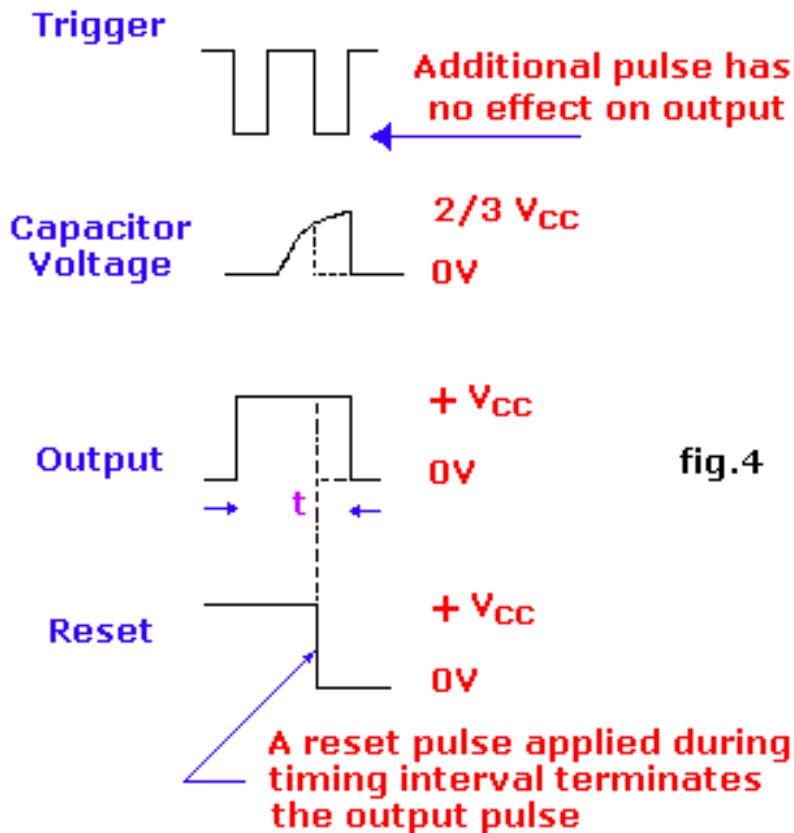 Trigger
Additional pulse has
no effect on output
Capacitor
Voltage
2/3 VCC
0V
Output
+ VCC
0V
t
fig.4
Reset
+ VCC
0V
A reset pulse applied during
timing interval terminates
the output pulse